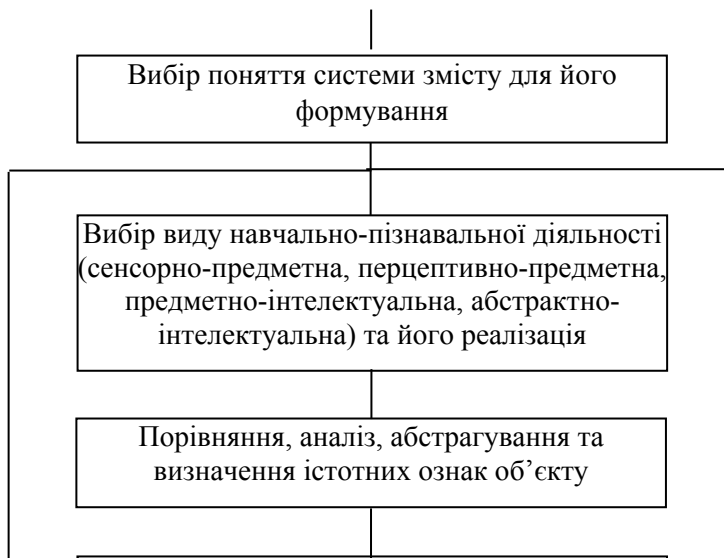 Вибір поняття системи змісту для його
формування
Вибір виду навчально-пізнавальної діяльності
(сенсорно-предметна, перцептивно-предметна,
предметно-інтелектуальна, абстрактно-
інтелектуальна) та його реалізація
Порівняння, аналіз, абстрагування та
визначення істотних ознак об’єкту